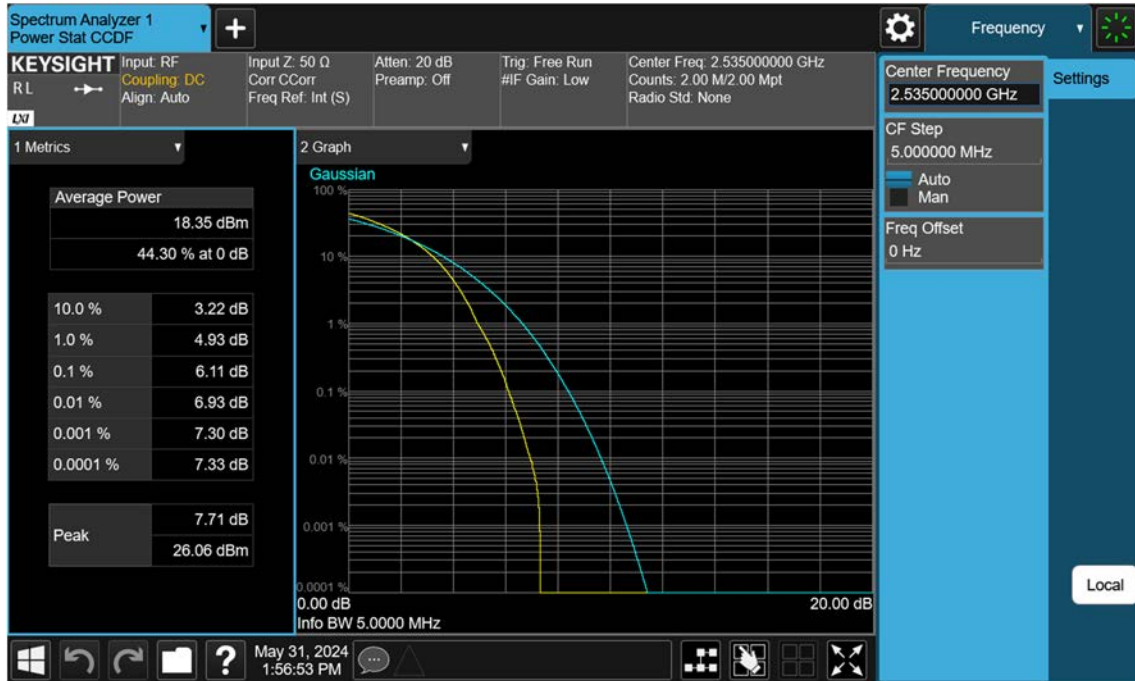 Spectrum Analyzer 1
Power Stat CCDF
Frequency
KEYSIGHT
R L
LXI
Input: RF
Coupling: DC
Align: Auto
Input Z: 50 Ω
Corr CCorr
Freq Ref: Int (S)
Atten: 20 dB
Preamp: Off
Trig: Free Run
#IF Gain: Low
Center Freq: 2.535000000 GHz
Counts: 2.00 M/2.00 Mpt
Radio Std: None
Center Frequency
2.535000000 GHz
Settings
CF Step
5.000000 MHz
Auto
Man
Freq Offset
0 Hz
Local
1 Metrics
Average Power
18.35 dBm
44.30 % at 0 dB
10.0 % 3.22 dB
1.0 % 4.93 dB
0.1 % 6.11 dB
0.01 % 6.93 dB
0.001 % 7.30 dB
0.0001 % 7.33 dB
Peak
7.71 dB
26.06 dBm
2 Graph
Gaussian
100 %
10 %
1 %
0.1 %
0.01 %
0.001 %
0.0001 %
0.00 dB 20.00 dB
Info BW 5.0000 MHz
?
May 31, 2024
1:56:53 PM